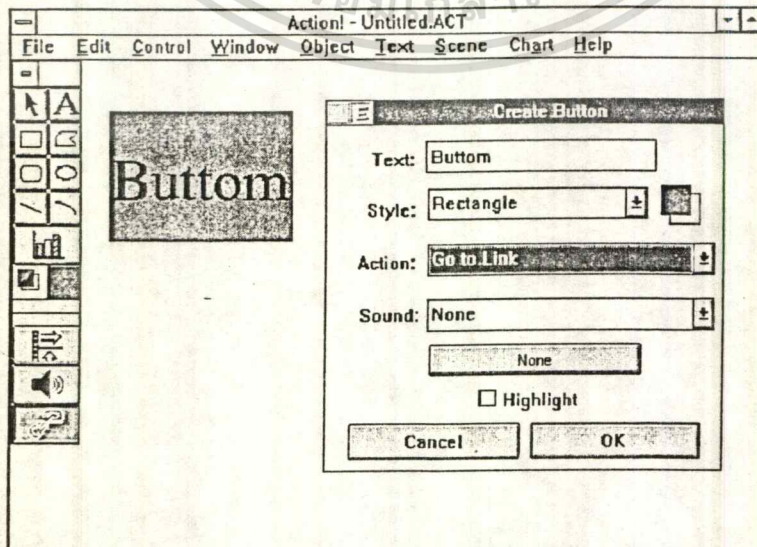 Action! - Untitled.ACT
File Edit Control Window Object Text Scene Chart Help
A
Buttom
Create Button
Text: Buttom
Style: Rectangle
Action: Go to Link
Sound: None
None
Highlight
Cancel OK